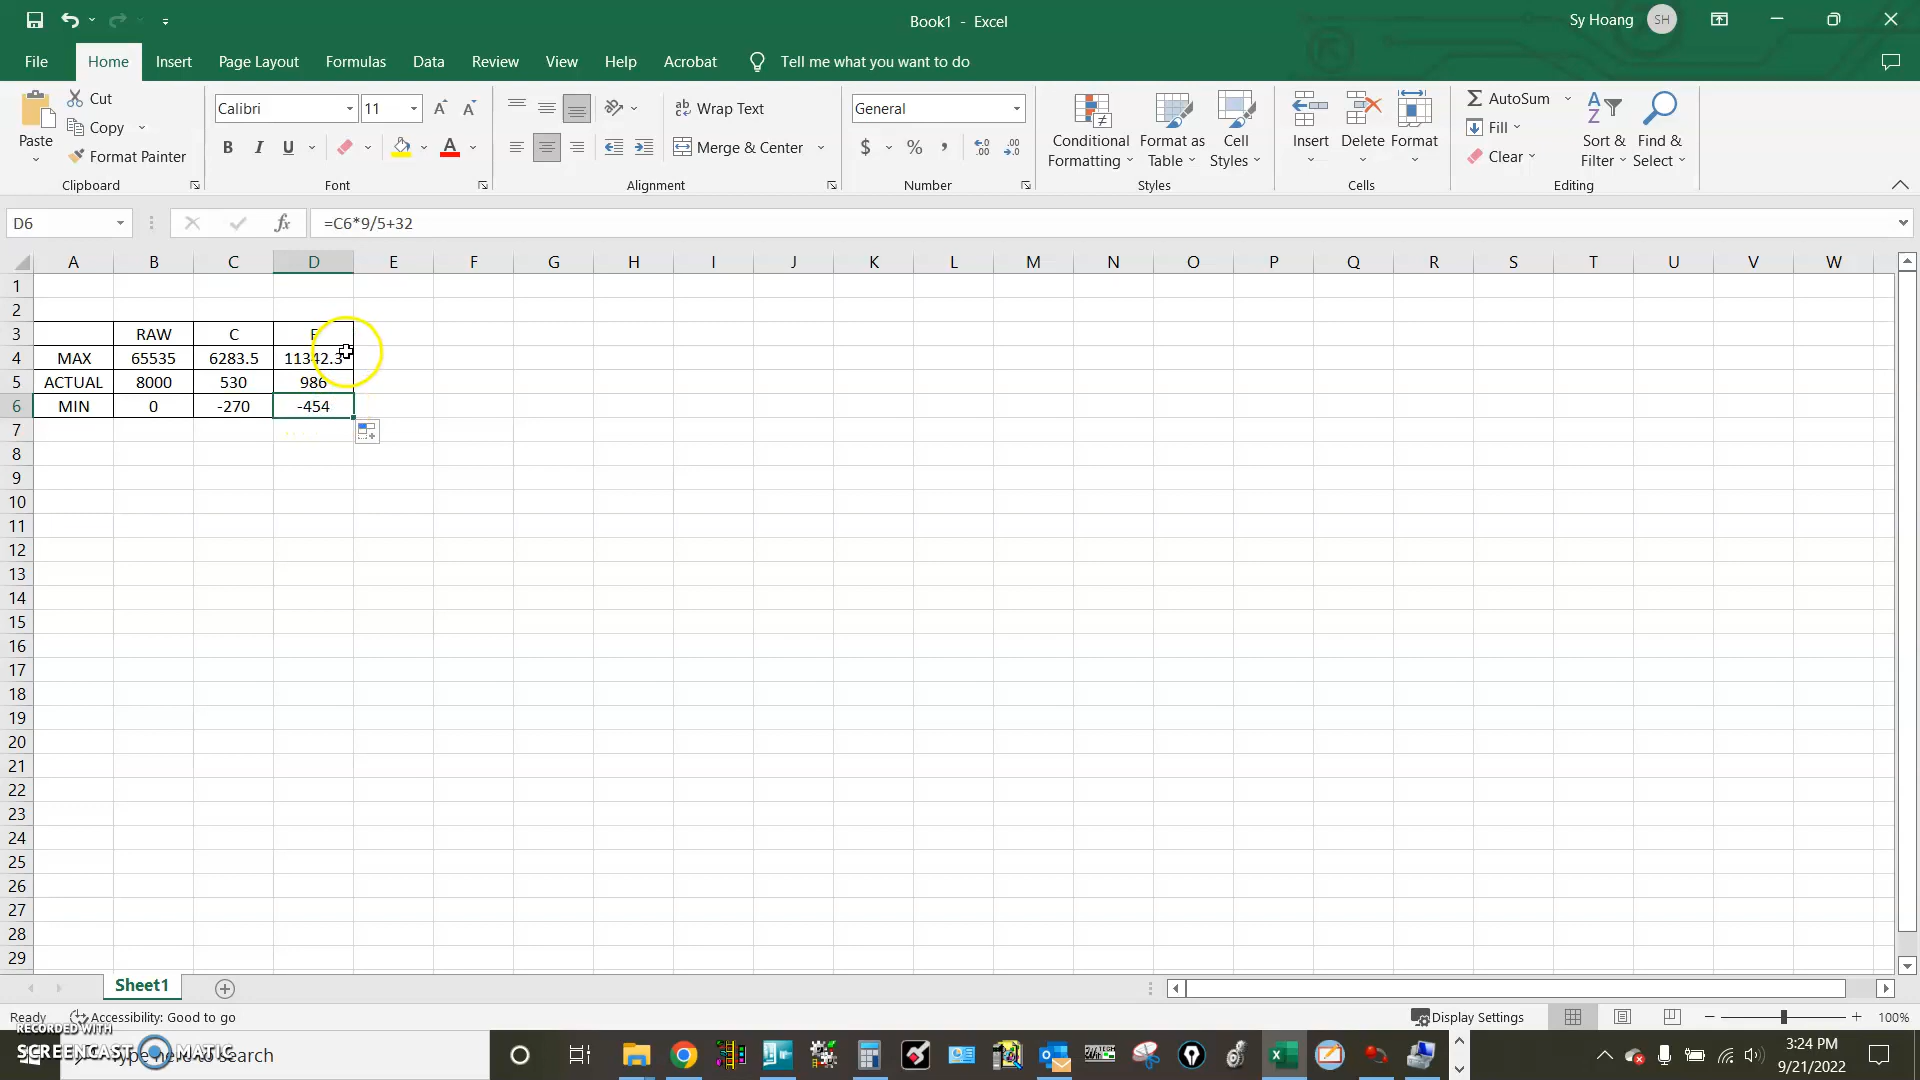 Book1 - Excel
Sy Hoang SH
File Home Insert Page Layout Formulas Data Review View Help Acrobat Tell me what you want to do
Paste
Cut
Copy
Format Painter
Clipboard
Calibri 11 A A
B I U A
Font
Wrap Text
Merge & Center
Alignment
General
$ % ,
Number
Conditional Formatting
Format as Table
Cell Styles
Styles
Insert Delete Format
Cells
AutoSum
Fill
Clear
Sort & Filter
Find & Select
Editing
D6 fx =C6*9/5+32
A B C D E F G H I J K L M N O P Q R S T U V W
1
2
3 RAW C F
4 MAX 65535 6283.5 11342.3
5 ACTUAL 8000 530 986
6 MIN 0 -270 -454
7
8
9
10
11
12
13
14
15
16
17
18
19
20
21
22
23
24
25
26
27
28
29
Sheet1
Ready Accessibility: Good to go Display Settings 100%
RECORDED WITH
SCREENCAST MATIC
Type here to search
3:24 PM
9/21/2022